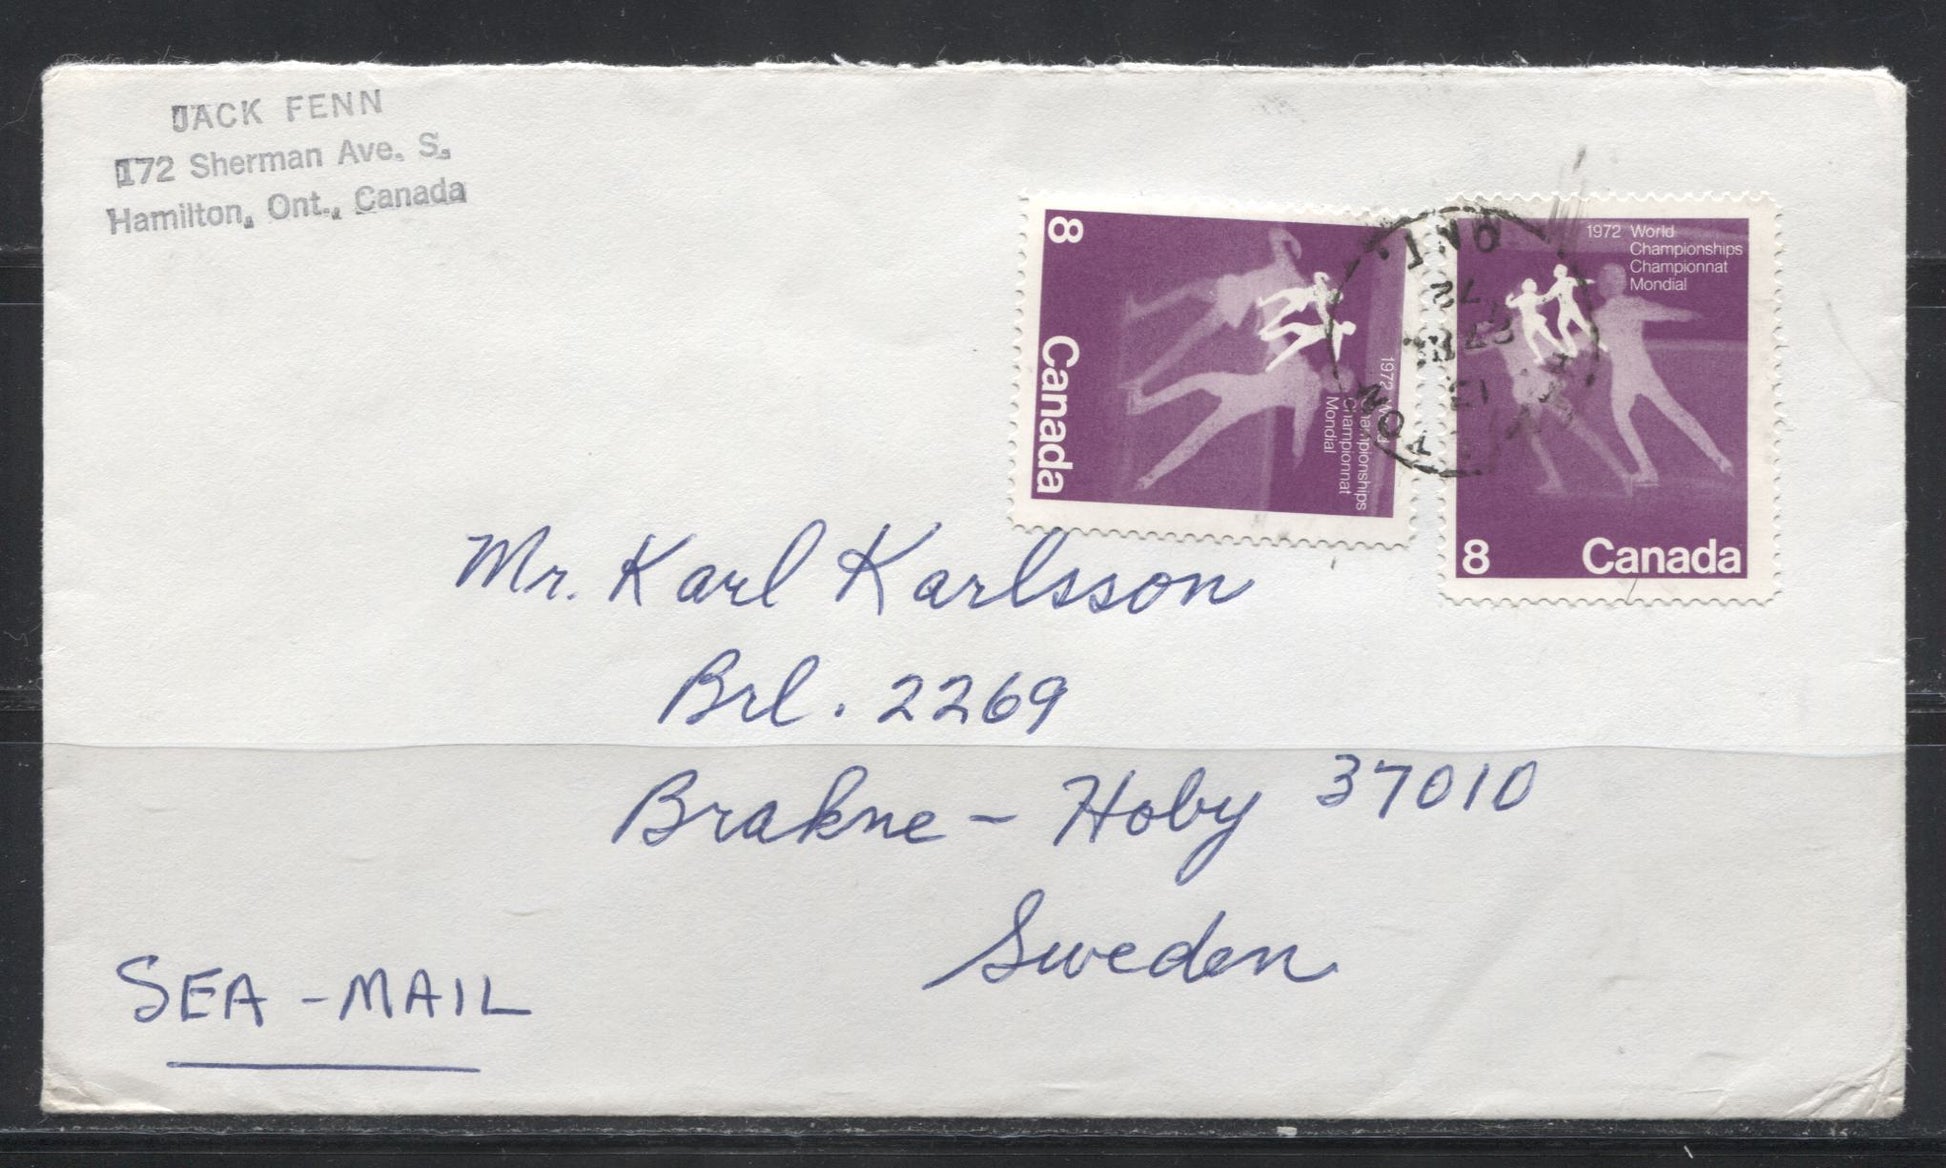 JACK FENN
172 Sherman Ave. S.
Hamilton, Ont., Canada
8
Canada
1972 World
Championships
Championnat
Mondial
1972 World
Championships
Championnat
Mondial
8 Canada
ONT.
72
Mr. Karl Karlsson
Brl. 2269
Brakne - Hoby 37010
Sweden
SEA - MAIL